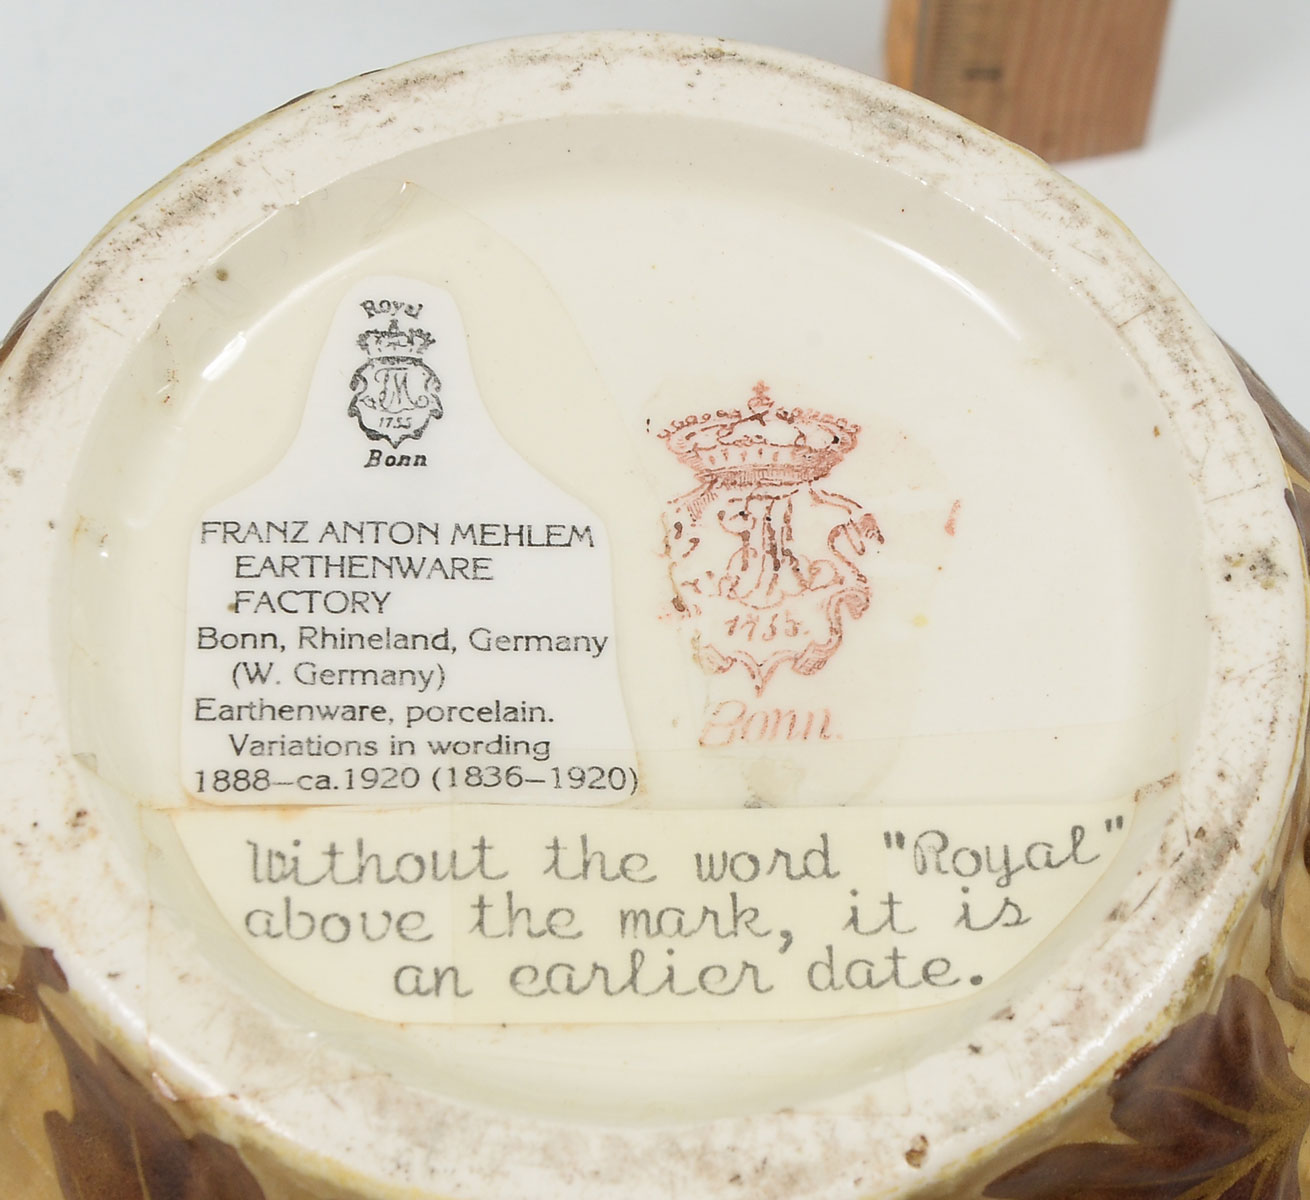 Royal
1755
Bonn
FRANZ ANTON MEHLEM
EARTHENWARE
FACTORY
Bonn, Rhineland, Germany
(W. Germany)
Earthenware, porcelain.
Variations in wording
1888–ca.1920 (1836–1920)
1755.
Bonn.
Without the word "Royal"
above the mark, it is
an earlier date.